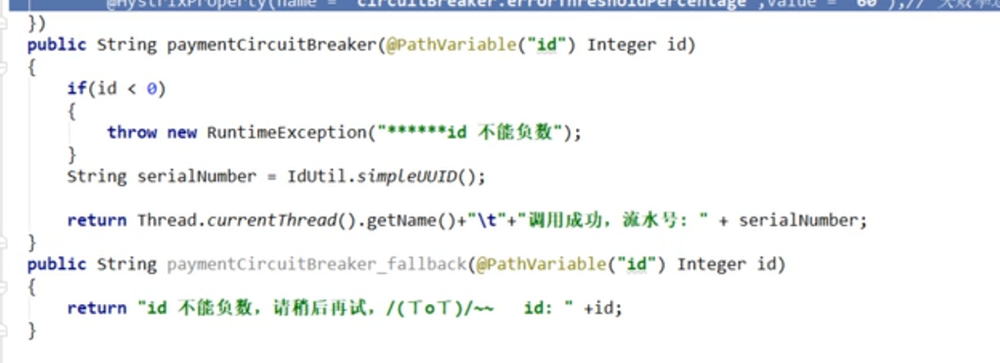 @HystrixProperty(name = "circuitBreaker.errorThresholdPercentage",value = "60"),//
})
public String paymentCircuitBreaker(@PathVariable("id") Integer id)
{
if(id < 0)
{
throw new RuntimeException("******id 不能负数");
}
String serialNumber = IdUtil.simpleUUID();
return Thread.currentThread().getName()+"\t"+"调用成功，流水号: " + serialNumber;
}
public String paymentCircuitBreaker_fallback(@PathVariable("id") Integer id)
{
return "id 不能负数，请稍后再试，/(ㄒoㄒ)/~~   id: " +id;
}